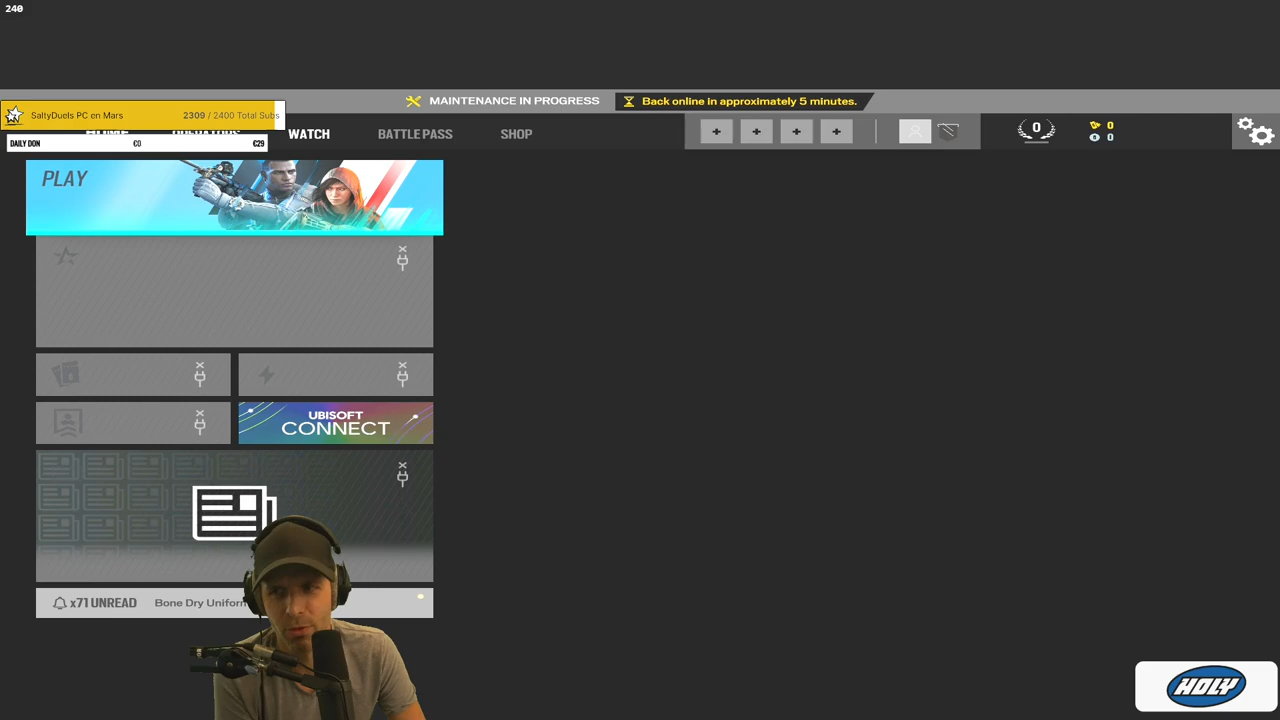 240
MAINTENANCE IN PROGRESS
Back online in approximately 5 minutes.
SaltyDuels PC en Mars
2309 / 2400 Total Subs
HOME
OPERATORS
WATCH
BATTLE PASS
SHOP
0
0
0
DAILY DON
€0
€29
PLAY
UBISOFT
CONNECT
x71 UNREAD
Bone Dry Uniform
HOLY